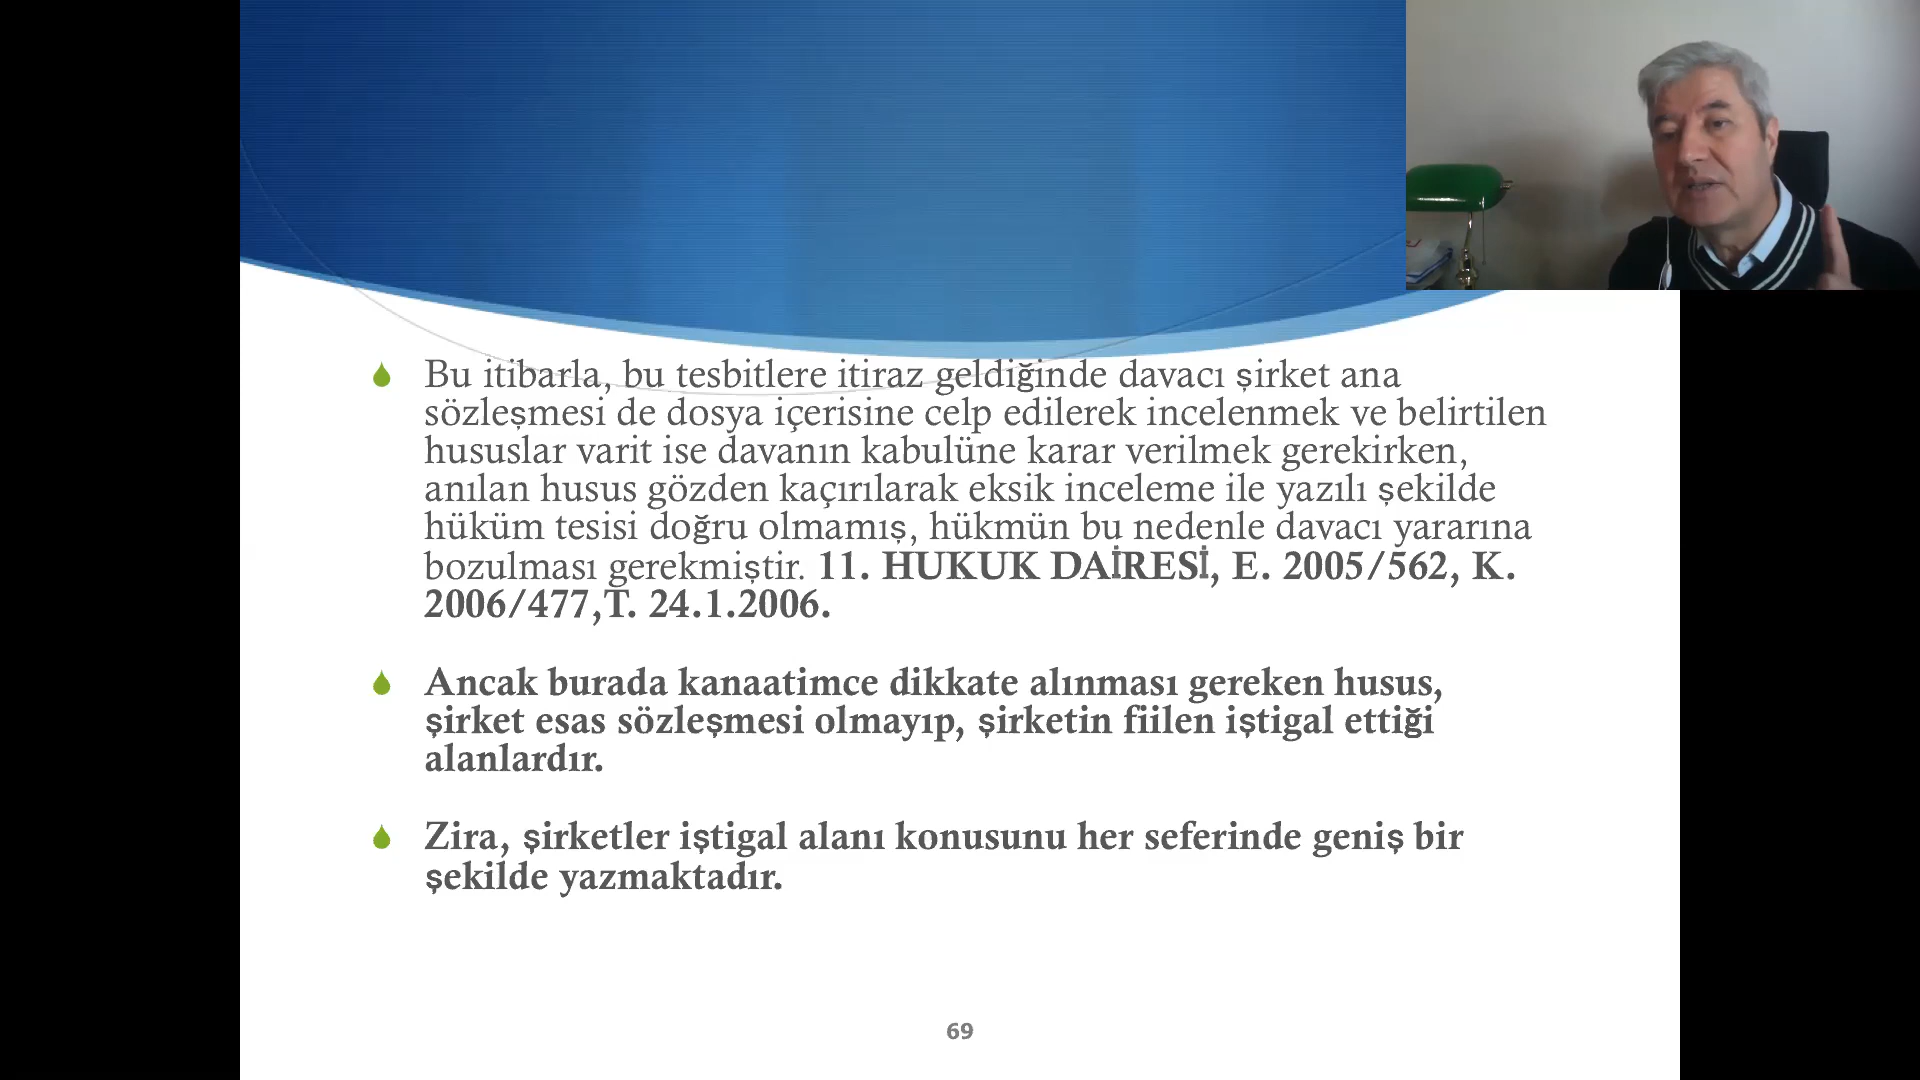 Bu itibarla, bu tesbitlere itiraz geldiğinde davacı şirket ana
sözleşmesi de dosya içerisine celp edilerek incelenmek ve belirtilen
hususlar varit ise davanın kabulüne karar verilmek gerekirken,
anılan husus gözden kaçırılarak eksik inceleme ile yazılı şekilde
hüküm tesisi doğru olmamış, hükmün bu nedenle davacı yararına
bozulması gerekmiştir. 11. HUKUK DAİRESİ, E. 2005/562, K.
2006/477,T. 24.1.2006.
Ancak burada kanaatimce dikkate alınması gereken husus,
şirket esas sözleşmesi olmayıp, şirketin fiilen iştigal ettiği
alanlardır.
Zira, şirketler iştigal alanı konusunu her seferinde geniş bir
şekilde yazmaktadır.
69